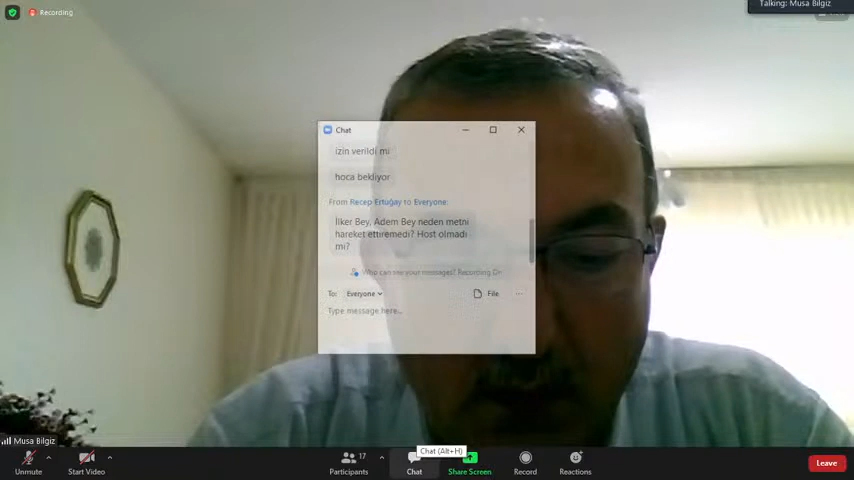 Recording
Talking: Musa Bilgiz
Chat
izin verildi mi
hoca bekliyor
From Recep Ertuğay to Everyone:
İlker Bey, Adem Bey neden metni
hareket ettiremedi? Host olmadı
mı?
Who can see your messages? Recording On
To: Everyone
File
Type message here...
Musa Bilgiz
Chat (Alt+H)
Unmute
Start Video
Participants
17
Chat
Share Screen
Record
Reactions
Leave